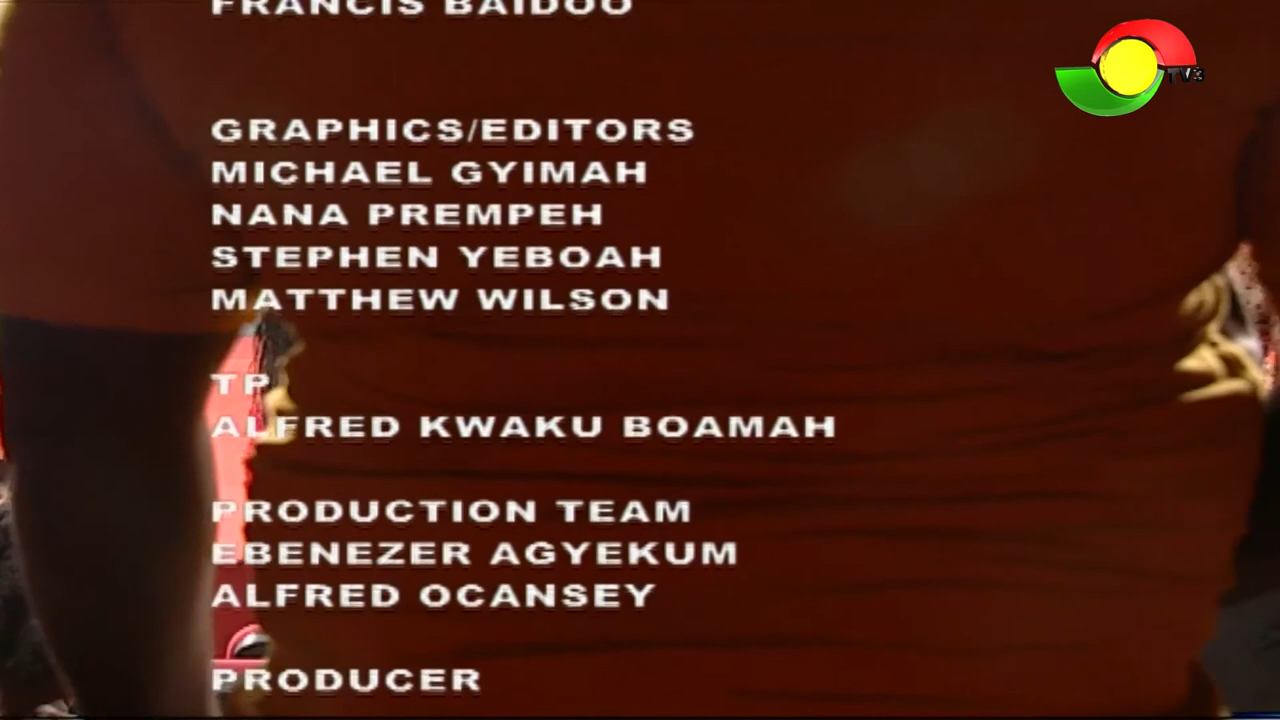 FRANCIS BAIDOO
TV3
GRAPHICS/EDITORS
MICHAEL GYIMAH
NANA PREMPEH
STEPHEN YEBOAH
MATTHEW WILSON
TP
ALFRED KWAKU BOAMAH
PRODUCTION TEAM
EBENEZER AGYEKUM
ALFRED OCANSEY
PRODUCER